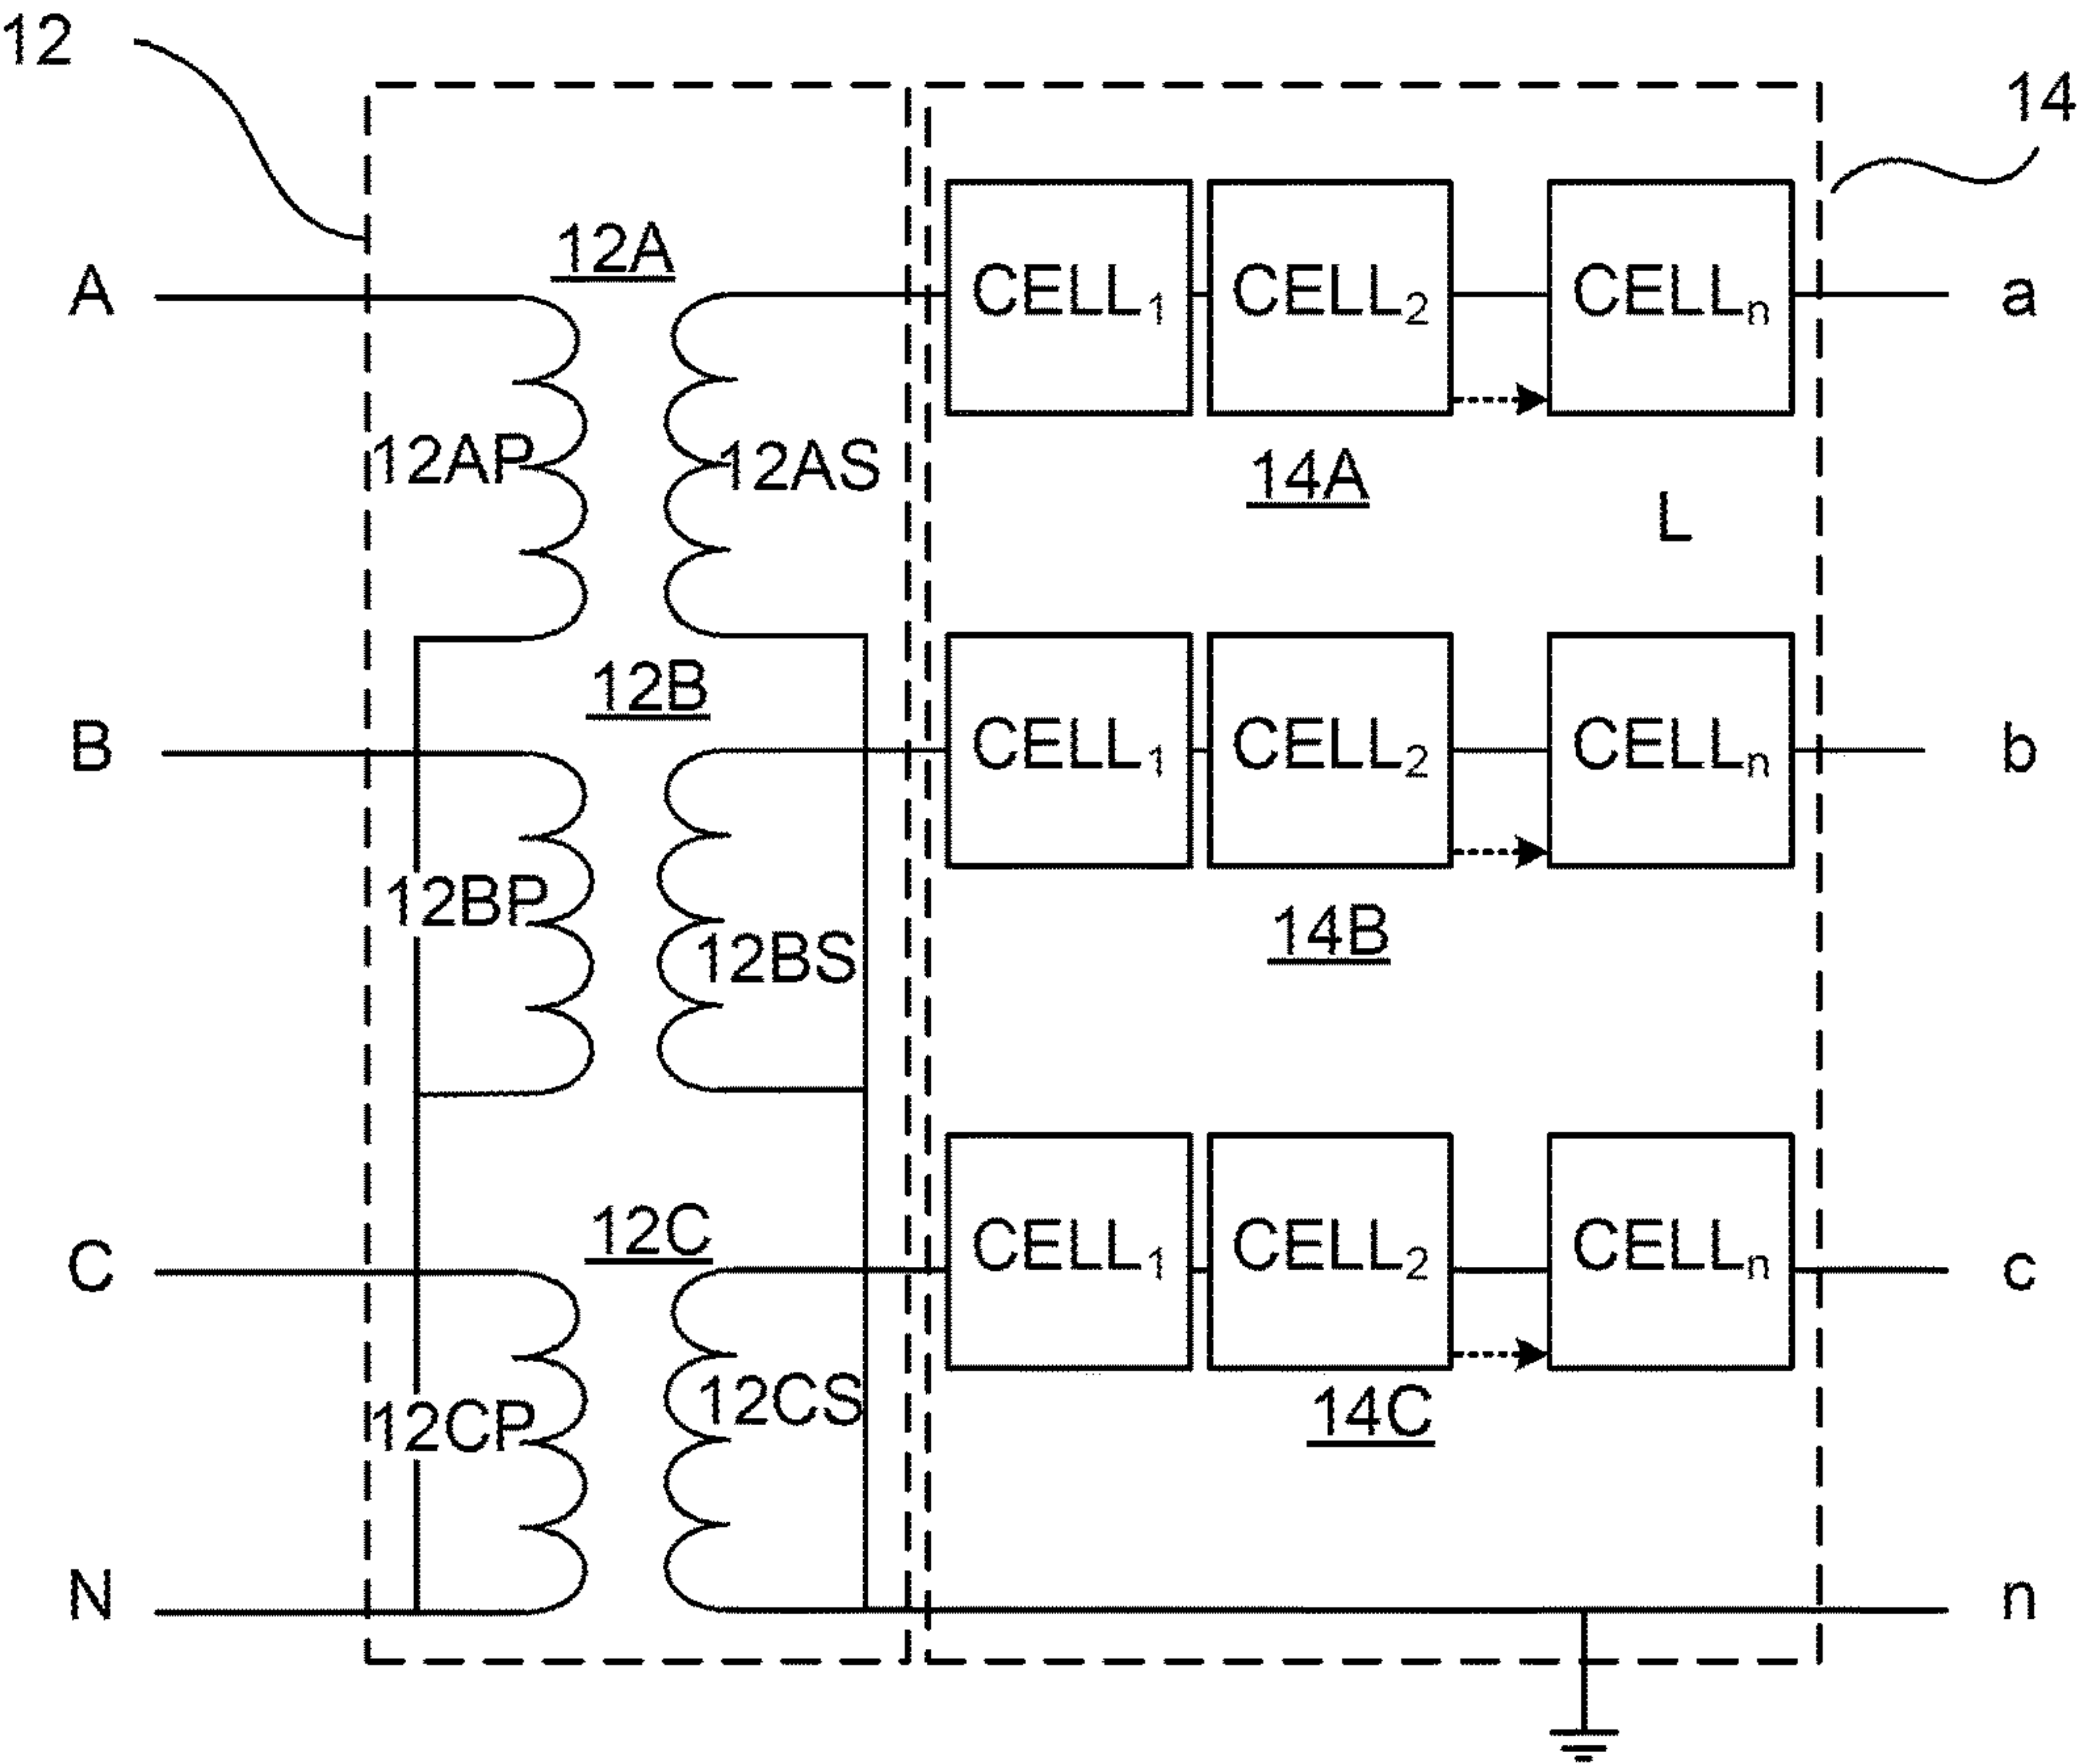 12
14
12A
A
CELL₁
CELL₂
CELLₙ
a
12AP
12AS
14A
L
12B
B
CELL₁
CELL₂
CELLₙ
b
12BP
12BS
14B
12C
C
CELL₁
CELL₂
CELLₙ
c
12CP
12CS
14C
N
n